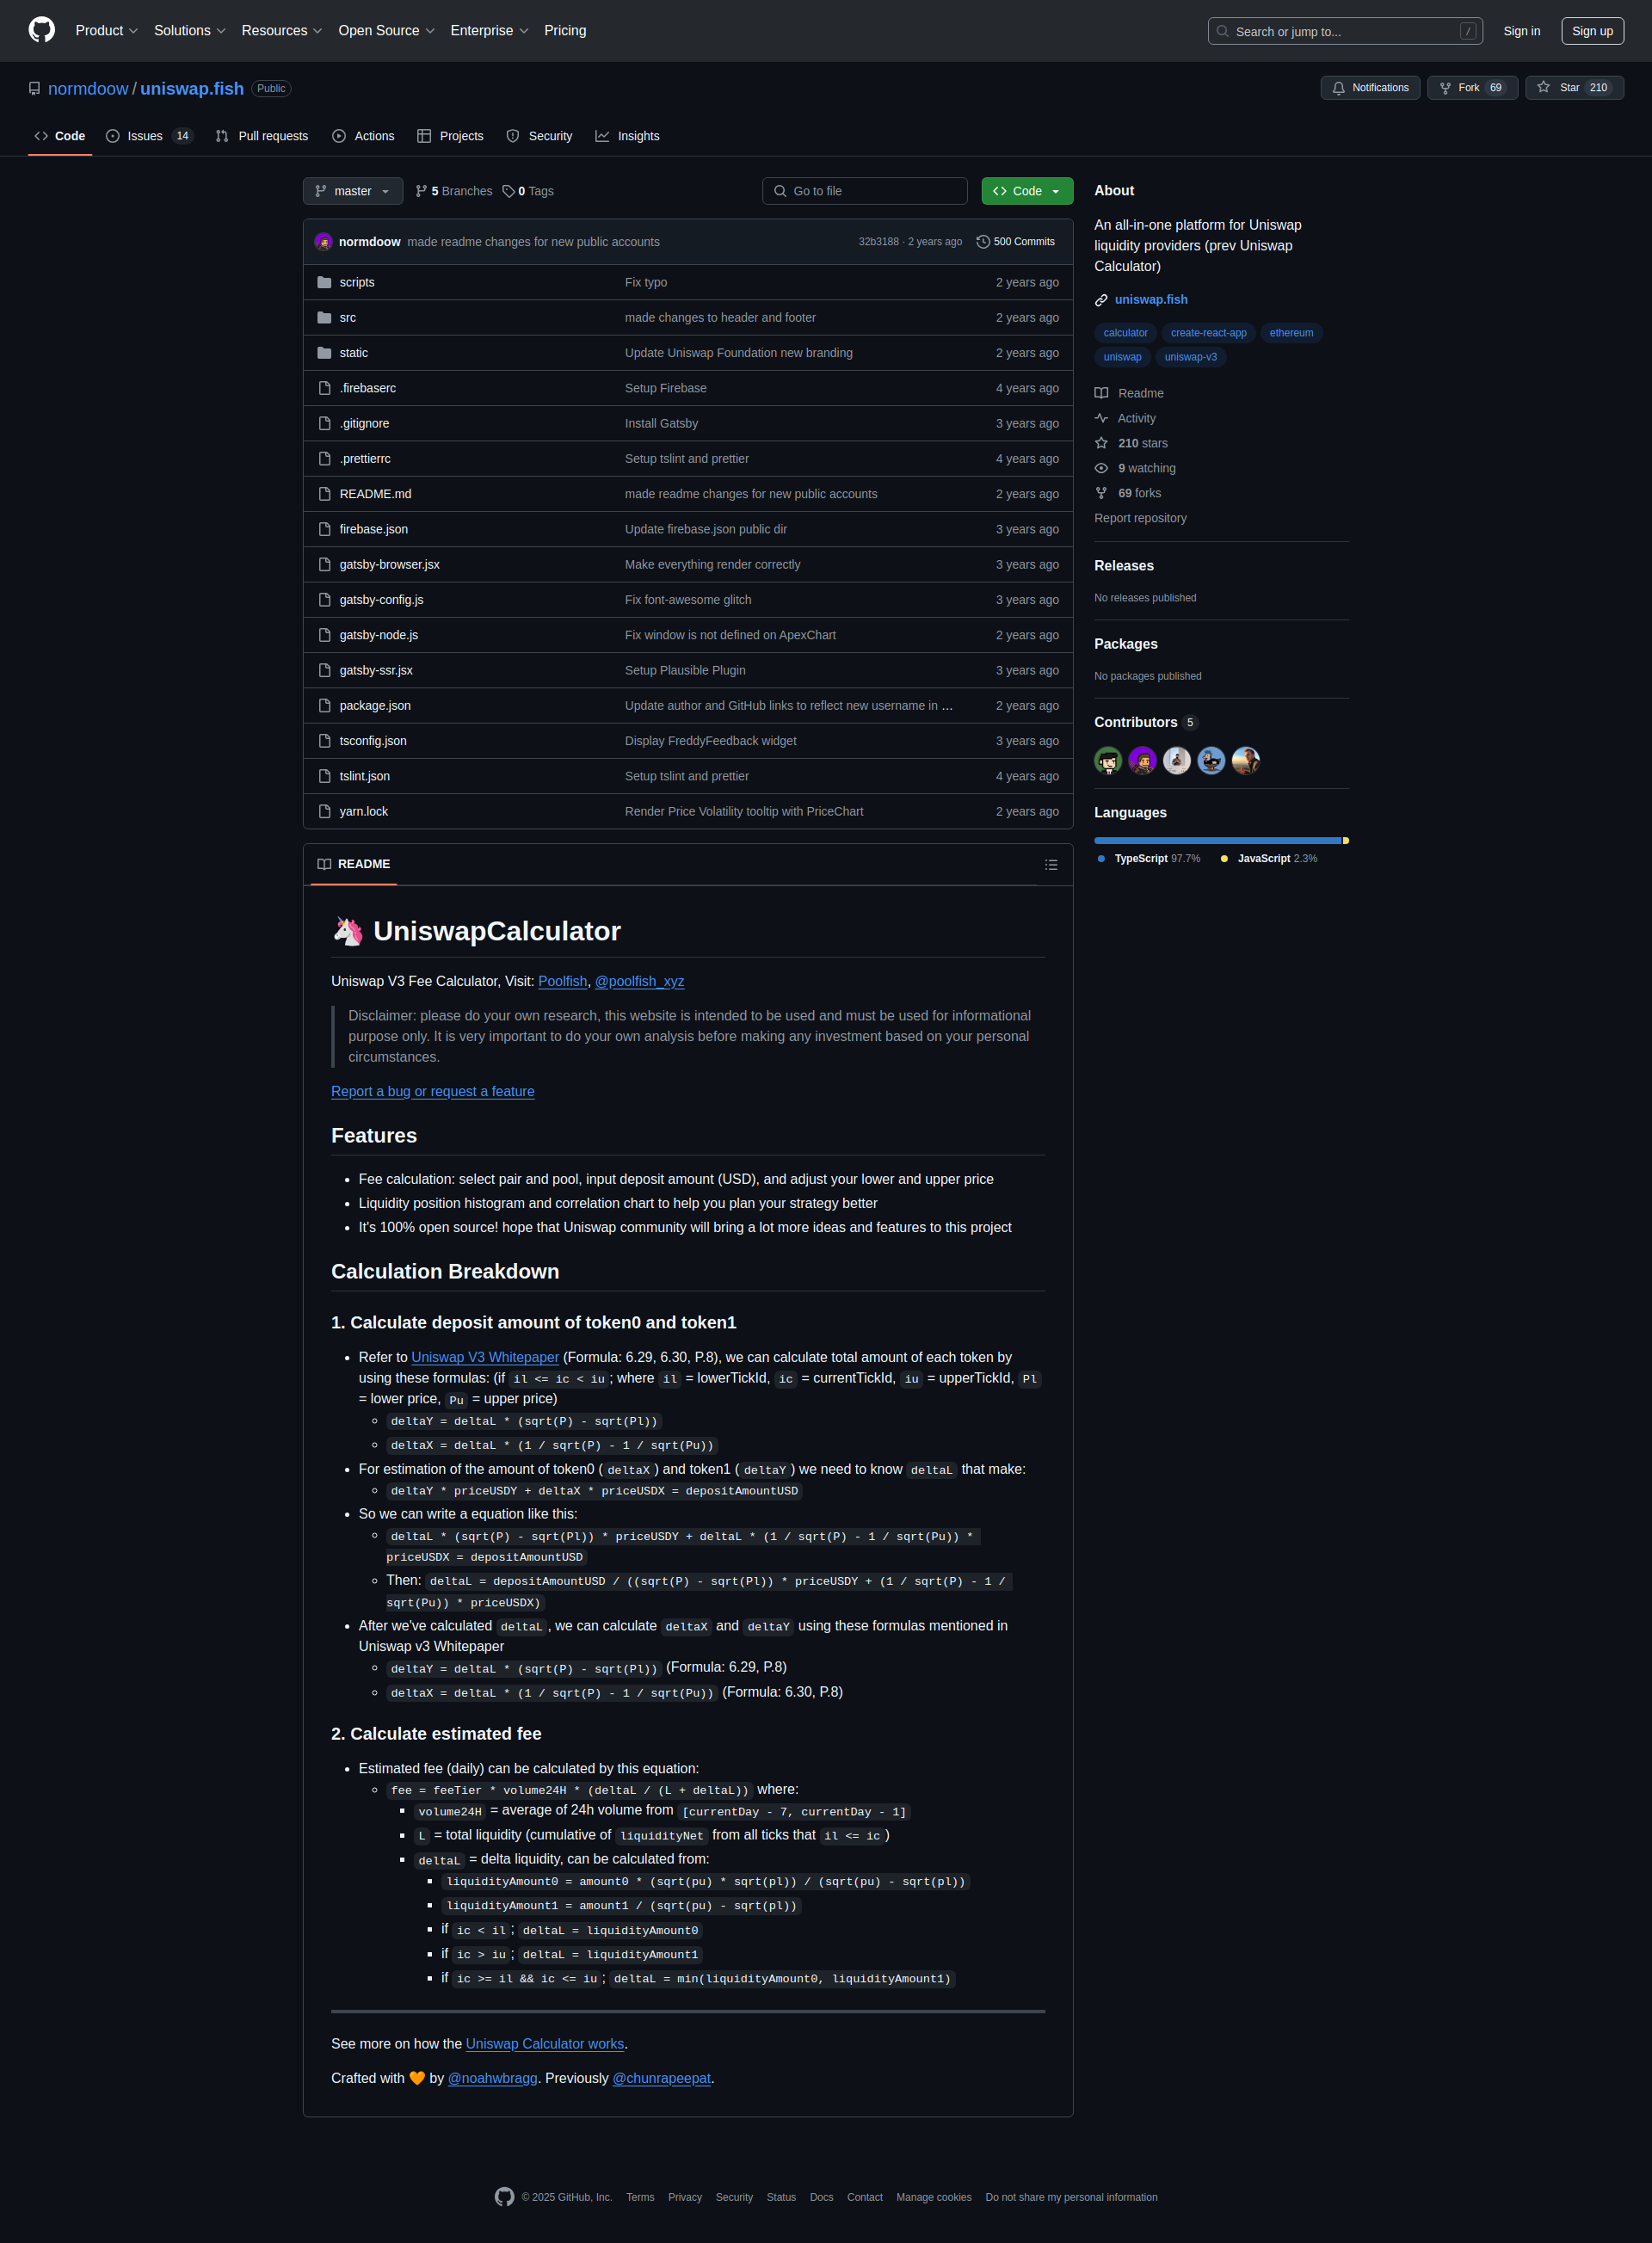 Product Solutions Resources Open Source Enterprise Pricing Search or jump to... / Sign in Sign up
normdoow / uniswap.fish Public Notifications Fork 69 Star 210
Code Issues 14 Pull requests Actions Projects Security Insights
master 5 Branches 0 Tags Go to file Code
normdoow made readme changes for new public accounts 32b3188 · 2 years ago 500 Commits
scripts Fix typo 2 years ago
src made changes to header and footer 2 years ago
static Update Uniswap Foundation new branding 2 years ago
.firebaserc Setup Firebase 4 years ago
.gitignore Install Gatsby 3 years ago
.prettierrc Setup tslint and prettier 4 years ago
README.md made readme changes for new public accounts 2 years ago
firebase.json Update firebase.json public dir 3 years ago
gatsby-browser.jsx Make everything render correctly 3 years ago
gatsby-config.js Fix font-awesome glitch 3 years ago
gatsby-node.js Fix window is not defined on ApexChart 2 years ago
gatsby-ssr.jsx Setup Plausible Plugin 3 years ago
package.json Update author and GitHub links to reflect new username in … 2 years ago
tsconfig.json Display FreddyFeedback widget 3 years ago
tslint.json Setup tslint and prettier 4 years ago
yarn.lock Render Price Volatility tooltip with PriceChart 2 years ago
README
🦄 UniswapCalculator
Uniswap V3 Fee Calculator, Visit: Poolfish, @poolfish_xyz
Disclaimer: please do your own research, this website is intended to be used and must be used for informational
purpose only. It is very important to do your own analysis before making any investment based on your personal
circumstances.
Report a bug or request a feature
Features
• Fee calculation: select pair and pool, input deposit amount (USD), and adjust your lower and upper price
• Liquidity position histogram and correlation chart to help you plan your strategy better
• It's 100% open source! hope that Uniswap community will bring a lot more ideas and features to this project
Calculation Breakdown
1. Calculate deposit amount of token0 and token1
• Refer to Uniswap V3 Whitepaper (Formula: 6.29, 6.30, P.8), we can calculate total amount of each token by
using these formulas: (if il <= ic < iu; where il = lowerTickId, ic = currentTickId, iu = upperTickId, Pl
= lower price, Pu = upper price)
◦ deltaY = deltaL * (sqrt(P) - sqrt(Pl))
◦ deltaX = deltaL * (1 / sqrt(P) - 1 / sqrt(Pu))
• For estimation of the amount of token0 (deltaX) and token1 (deltaY) we need to know deltaL that make:
◦ deltaY * priceUSDY + deltaX * priceUSDX = depositAmountUSD
• So we can write a equation like this:
◦ deltaL * (sqrt(P) - sqrt(Pl)) * priceUSDY + deltaL * (1 / sqrt(P) - 1 / sqrt(Pu)) *
priceUSDX = depositAmountUSD
◦ Then: deltaL = depositAmountUSD / ((sqrt(P) - sqrt(Pl)) * priceUSDY + (1 / sqrt(P) - 1 /
sqrt(Pu)) * priceUSDX)
• After we've calculated deltaL, we can calculate deltaX and deltaY using these formulas mentioned in
Uniswap v3 Whitepaper
◦ deltaY = deltaL * (sqrt(P) - sqrt(Pl)) (Formula: 6.29, P.8)
◦ deltaX = deltaL * (1 / sqrt(P) - 1 / sqrt(Pu)) (Formula: 6.30, P.8)
2. Calculate estimated fee
• Estimated fee (daily) can be calculated by this equation:
◦ fee = feeTier * volume24H * (deltaL / (L + deltaL)) where:
▪ volume24H = average of 24h volume from [currentDay - 7, currentDay - 1]
▪ L = total liquidity (cumulative of liquidityNet from all ticks that il <= ic)
▪ deltaL = delta liquidity, can be calculated from:
▪ liquidityAmount0 = amount0 * (sqrt(pu) * sqrt(pl)) / (sqrt(pu) - sqrt(pl))
▪ liquidityAmount1 = amount1 / (sqrt(pu) - sqrt(pl))
▪ if ic < il; deltaL = liquidityAmount0
▪ if ic > iu; deltaL = liquidityAmount1
▪ if ic >= il && ic <= iu; deltaL = min(liquidityAmount0, liquidityAmount1)
See more on how the Uniswap Calculator works.
Crafted with 🧡 by @noahwbragg. Previously @chunrapeepat.
About
An all-in-one platform for Uniswap
liquidity providers (prev Uniswap
Calculator)
uniswap.fish
calculator create-react-app ethereum
uniswap uniswap-v3
Readme
Activity
210 stars
9 watching
69 forks
Report repository
Releases
No releases published
Packages
No packages published
Contributors 5
Languages
TypeScript 97.7% JavaScript 2.3%
© 2025 GitHub, Inc. Terms Privacy Security Status Docs Contact Manage cookies Do not share my personal information